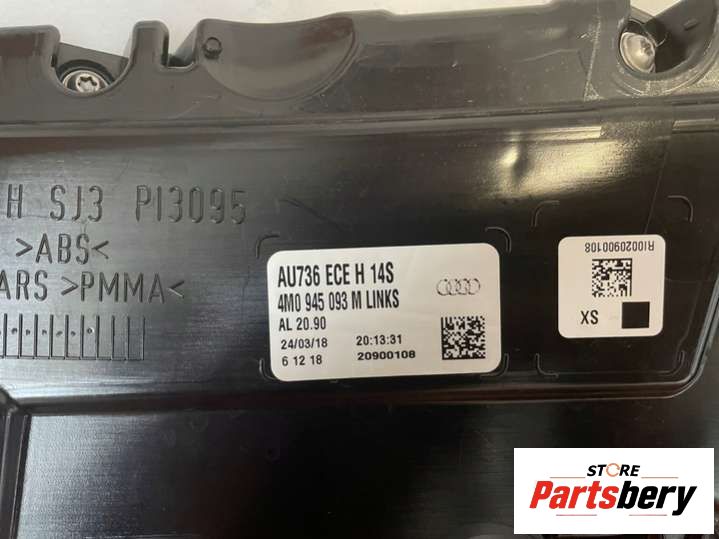 H SJ3 PI3095
>ABS<
ARS >PMMA<
AU736 ECE H 14S
4M0 945 093 M LINKS
AL 20.90
24/03/18 20:13:31
6 12 18 20900108
RI0020900108
SX
STORE
Partsbery